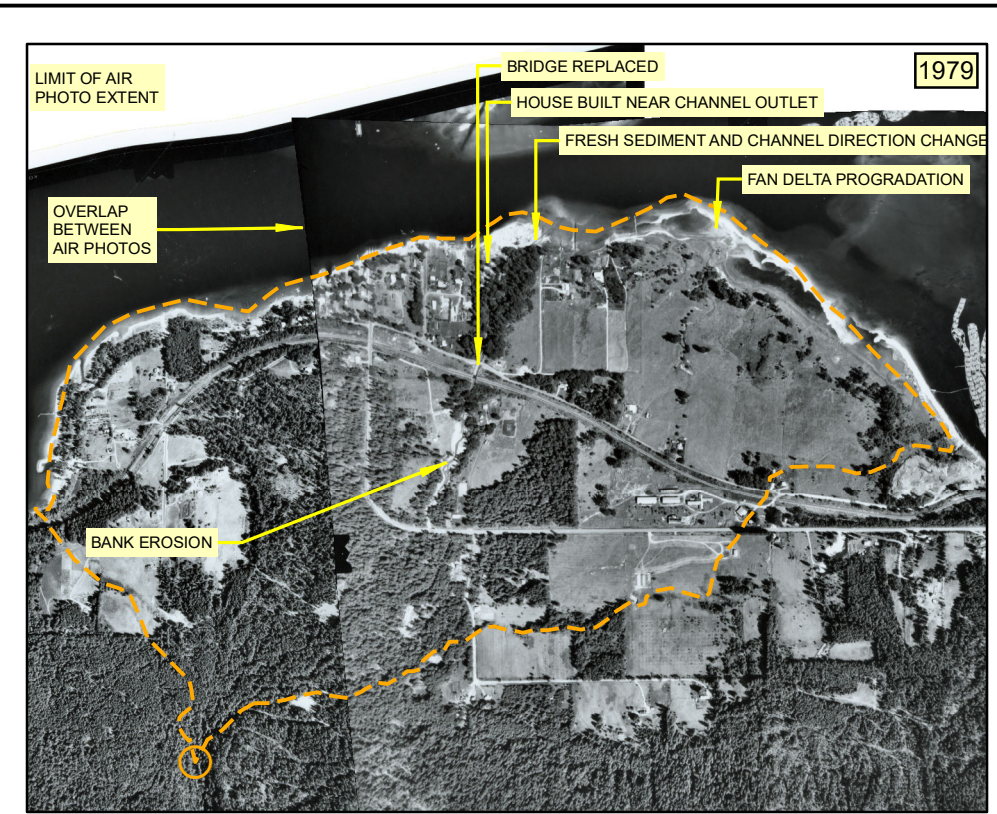 1979
LIMIT OF AIR
PHOTO EXTENT
BRIDGE REPLACED
HOUSE BUILT NEAR CHANNEL OUTLET
FRESH SEDIMENT AND CHANNEL DIRECTION CHANGE
FAN DELTA PROGRADATION
OVERLAP
BETWEEN
AIR PHOTOS
BANK EROSION